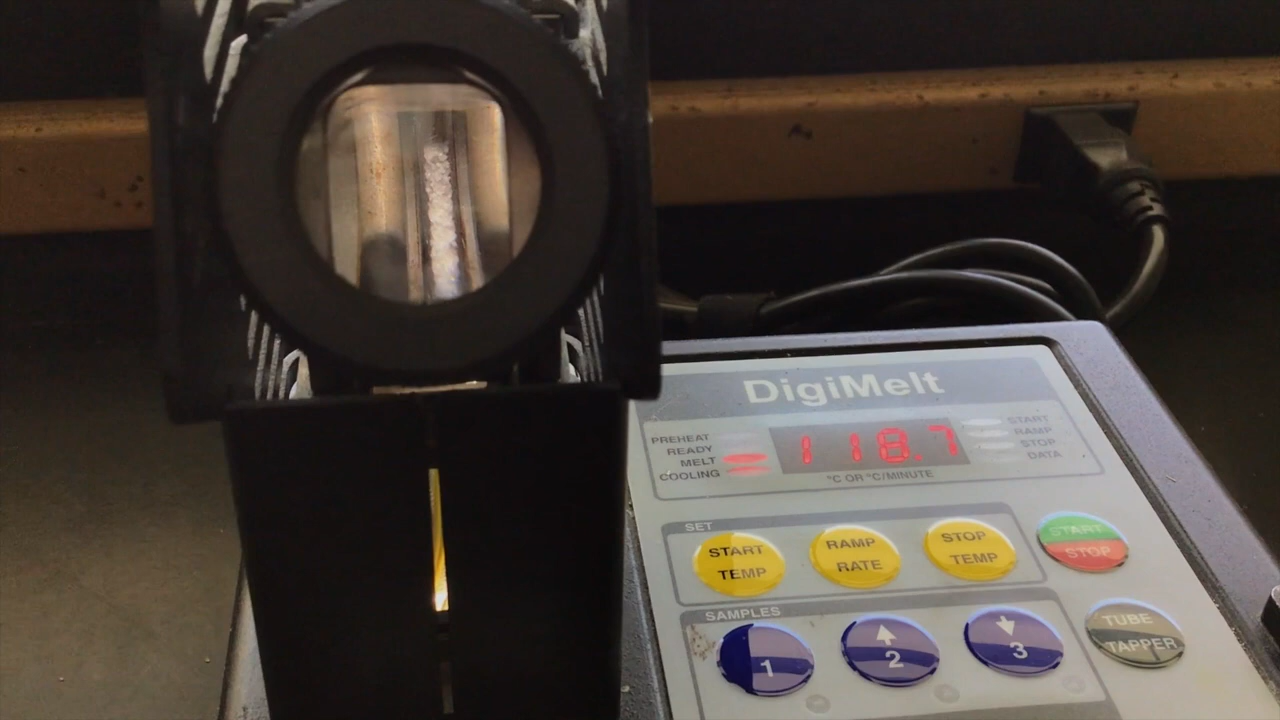 DigiMelt
PREHEAT
READY
MELT
COOLING
118.7
START
RAMP
STOP
DATA
°C OR °C/MINUTE
SET
START
TEMP
RAMP
RATE
STOP
TEMP
START
STOP
SAMPLES
1
2
3
TUBE
TAPPER